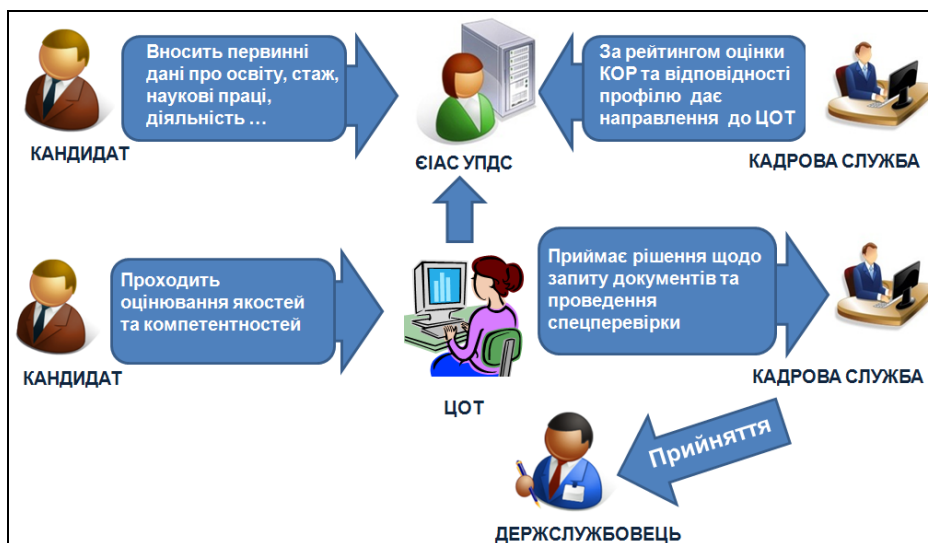 Вносить первинні
дані про освіту, стаж,
наукові праці,
діяльність ...
За рейтингом оцінки
КОР та відповідності
профілю дає
направлення до ЦОТ
КАНДИДАТ
ЄІАС УПДС
КАДРОВА СЛУЖБА
Проходить
оцінювання якостей
та компетентностей
Приймає рішення щодо
запиту документів та
проведення
спецперевірки
КАНДИДАТ
ЦОТ
КАДРОВА СЛУЖБА
Прийняття
ДЕРЖСЛУЖБОВЕЦЬ